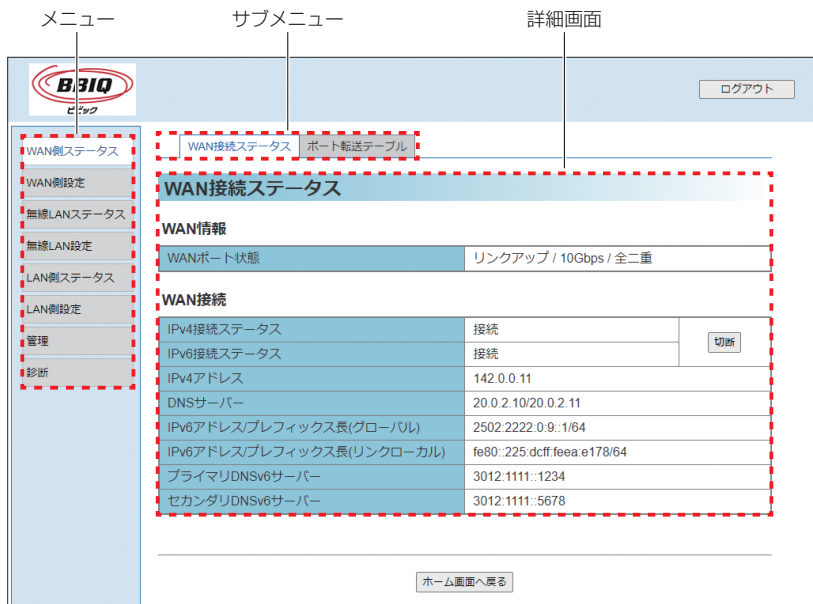 メニュー サブメニュー 詳細画面
BBIQ
ビビック
ログアウト
WAN側ステータス
WAN側設定
無線LANステータス
無線LAN設定
LAN側ステータス
LAN側設定
管理
診断
WAN接続ステータス ポート転送テーブル
WAN接続ステータス
WAN情報
WANポート状態 リンクアップ / 10Gbps / 全二重
WAN接続
IPv4接続ステータス 接続
切断
IPv6接続ステータス 接続
IPv4アドレス 142.0.0.11
DNSサーバー 20.0.2.10/20.0.2.11
IPv6アドレス/プレフィックス長(グローバル) 2502:2222:0:9::1/64
IPv6アドレス/プレフィックス長(リンクローカル) fe80::225:dcff:feea:e178/64
プライマリDNSv6サーバー 3012:1111::1234
セカンダリDNSv6サーバー 3012:1111::5678
ホーム画面へ戻る